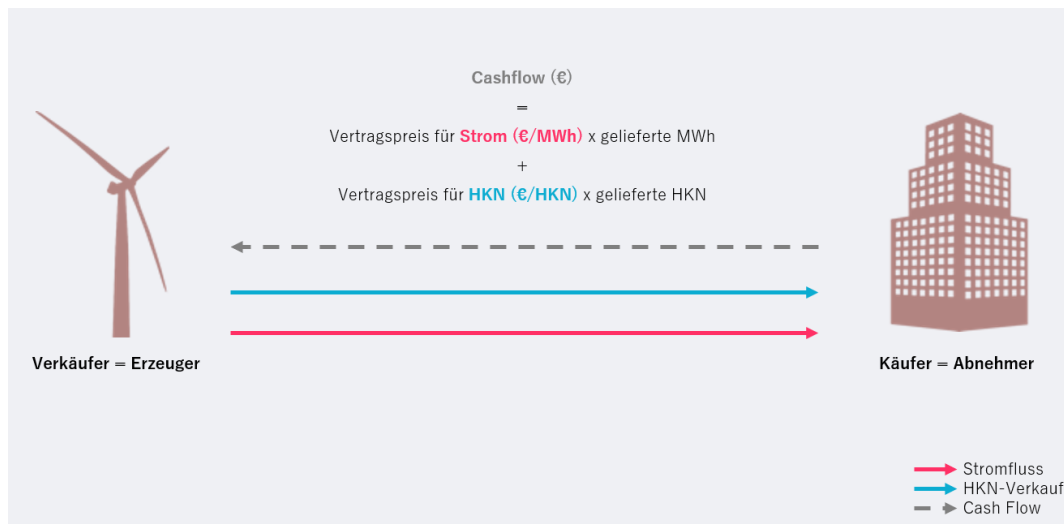 Cashflow (€)
=
Vertragspreis für Strom (€/MWh) x gelieferte MWh
+
Vertragspreis für HKN (€/HKN) x gelieferte HKN
Verkäufer = Erzeuger
Käufer = Abnehmer
Stromfluss
HKN-Verkauf
Cash Flow